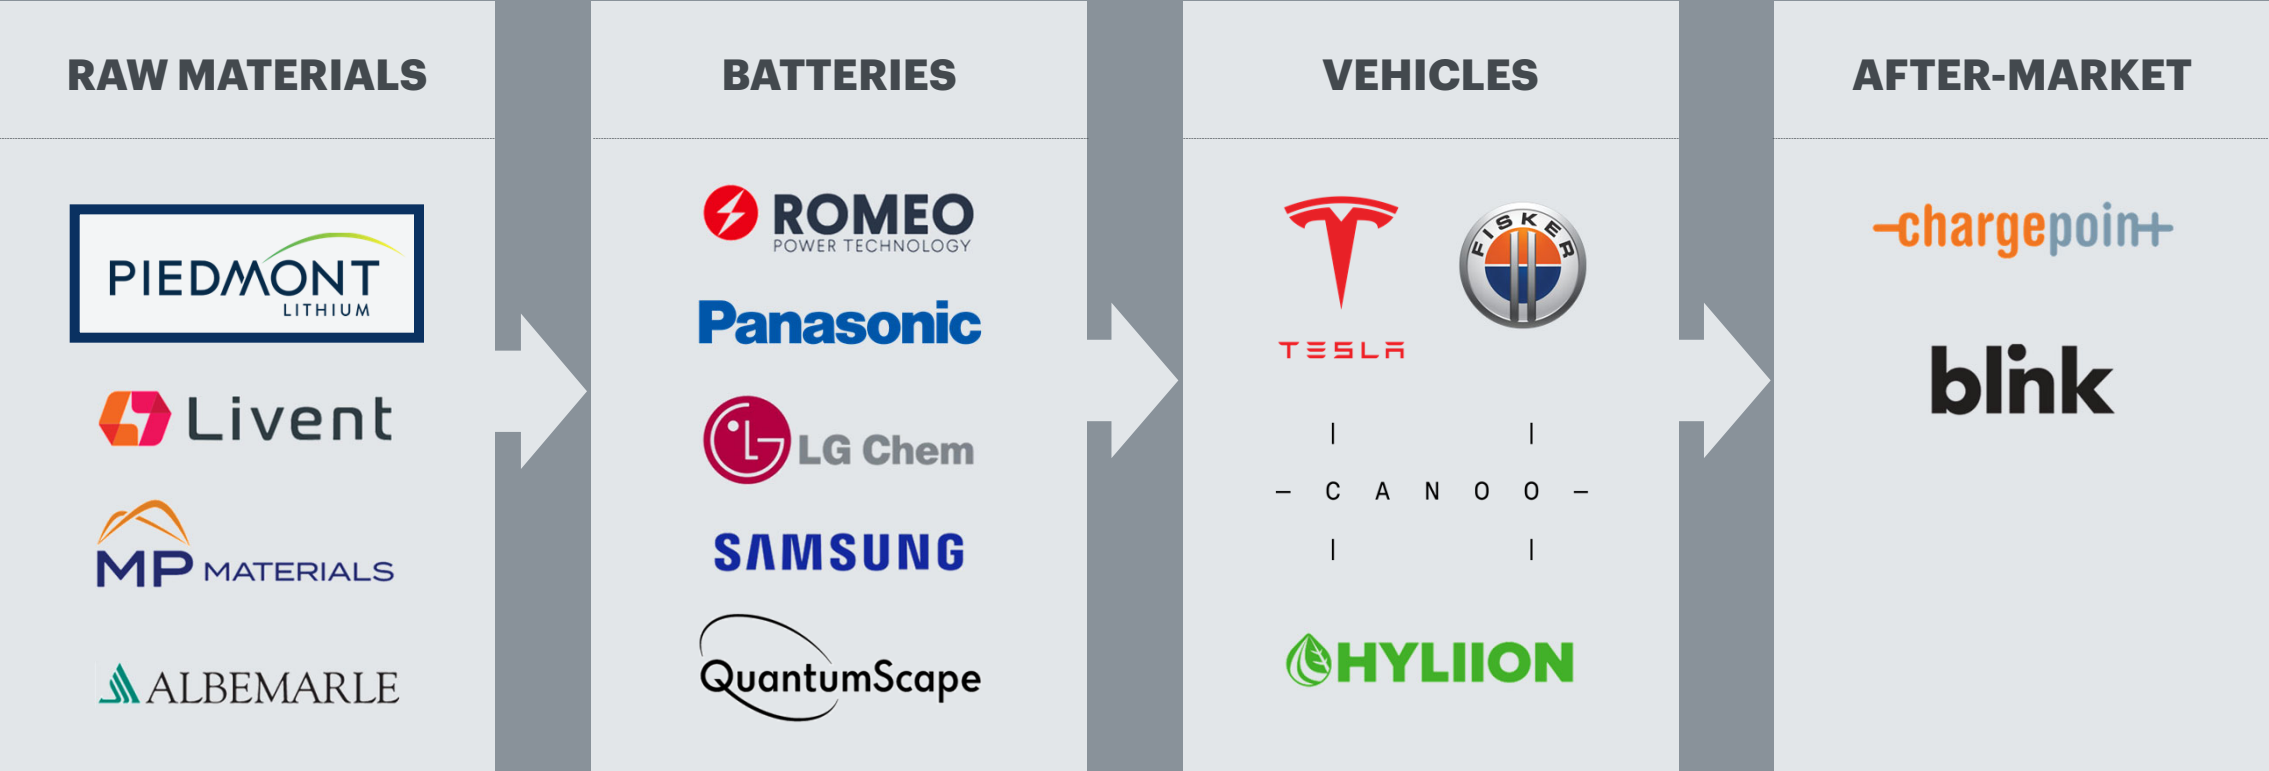 RAW MATERIALS
PIEDMONT
LITHIUM
Livent
MP MATERIALS
ALBEMARLE
BATTERIES
ROMEO
POWER TECHNOLOGY
Panasonic
LG LG Chem
SAMSUNG
QuantumScape
VEHICLES
TESLA
FISKER
– CANOO –
HYLIION
AFTER-MARKET
-chargepoint
blink